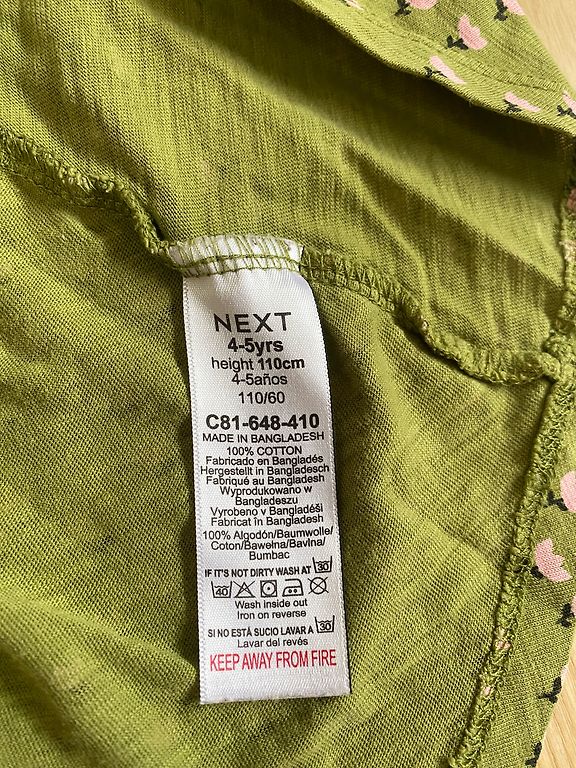 NEXT
4-5yrs
height 110cm
4-5años
110/60
C81-648-410
MADE IN BANGLADESH
100% COTTON
Fabricado en Bangladés
Hergestellt in Bangladesch
Fabriqué au Bangladesh
Wyprodukowano w
Bangladeszu
Vyrobeno v Bangladéši
Fabricat în Bangladesh
100% Algodón/Baumwolle/
Coton/Bawełna/Bavlna/
Bumbac
IF IT'S NOT DIRTY WASH AT 30
40
Wash inside out
Iron on reverse
SI NO ESTÁ SUCIO LAVAR A 30
Lavar del revés
KEEP AWAY FROM FIRE